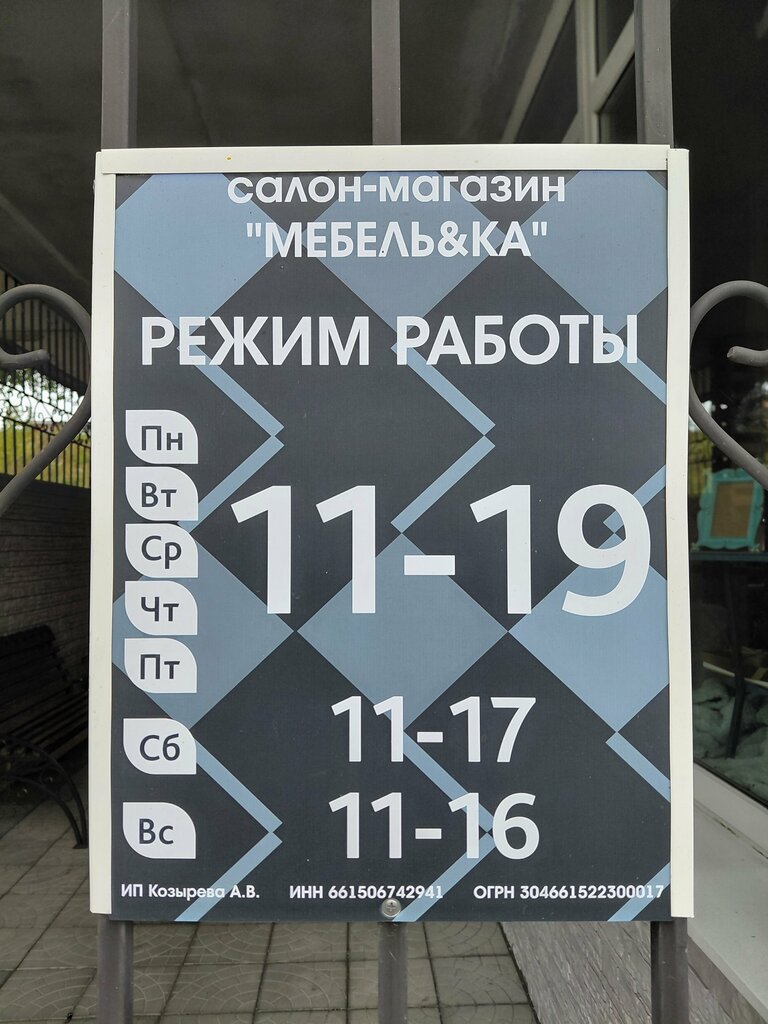 салон-магазин
"МЕБЕЛЬ&КА"
РЕЖИМ РАБОТЫ
Пн
Вт
Ср
Чт
Пт
11-19
Сб 11-17
Вс 11-16
ИП Козырева А.В. ИНН 661506742941 ОГРН 304661522300017